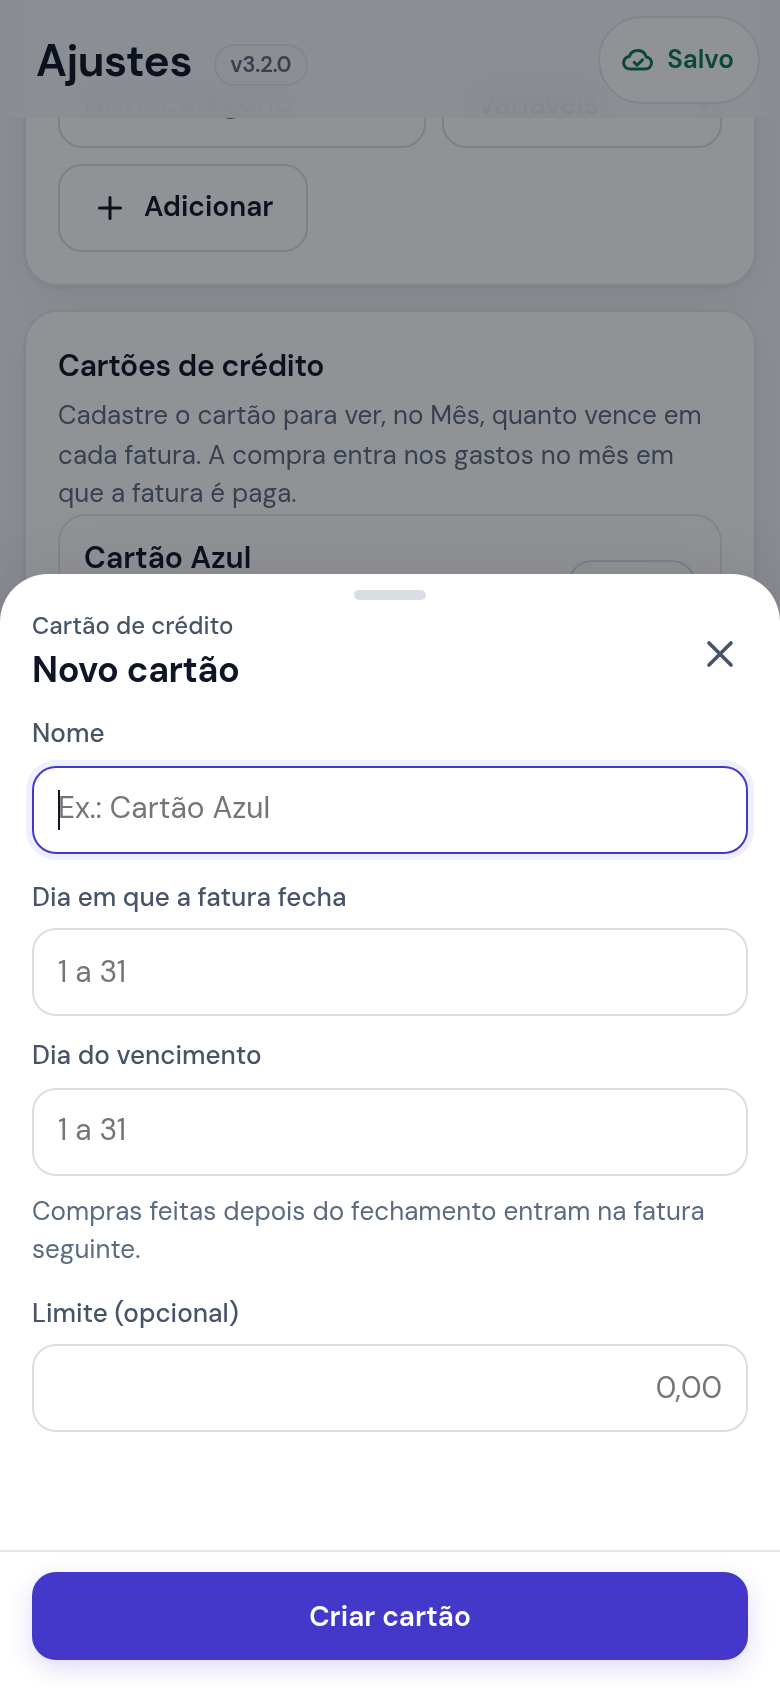 Ajustes
v3.2.0
Salvo
Nova categoria
Variáveis
Adicionar
Cartões de crédito
Cadastre o cartão para ver, no Mês, quanto vence em
cada fatura. A compra entra nos gastos no mês em
que a fatura é paga.
Cartão Azul
Cartão de crédito
Novo cartão
Nome
Ex.: Cartão Azul
Dia em que a fatura fecha
1 a 31
Dia do vencimento
1 a 31
Compras feitas depois do fechamento entram na fatura
seguinte.
Limite (opcional)
0,00
Criar cartão